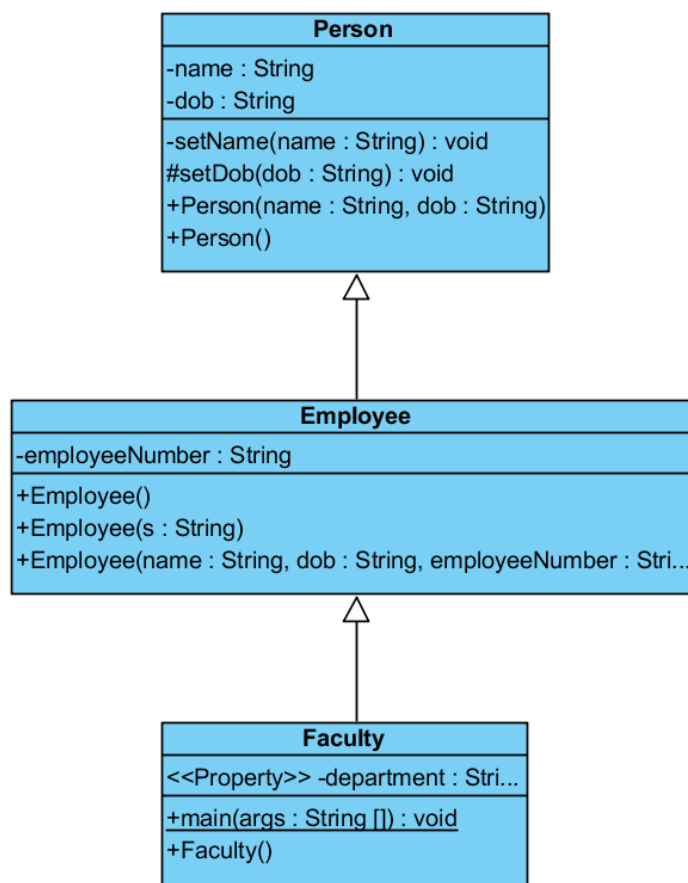 Person
-name : String
-dob : String
-setName(name : String) : void
#setDob(dob : String) : void
+Person(name : String, dob : String)
+Person()
Employee
-employeeNumber : String
+Employee()
+Employee(s : String)
+Employee(name : String, dob : String, employeeNumber : Stri...
Faculty
<<Property>> -department : Stri...
+main(args : String []) : void
+Faculty()